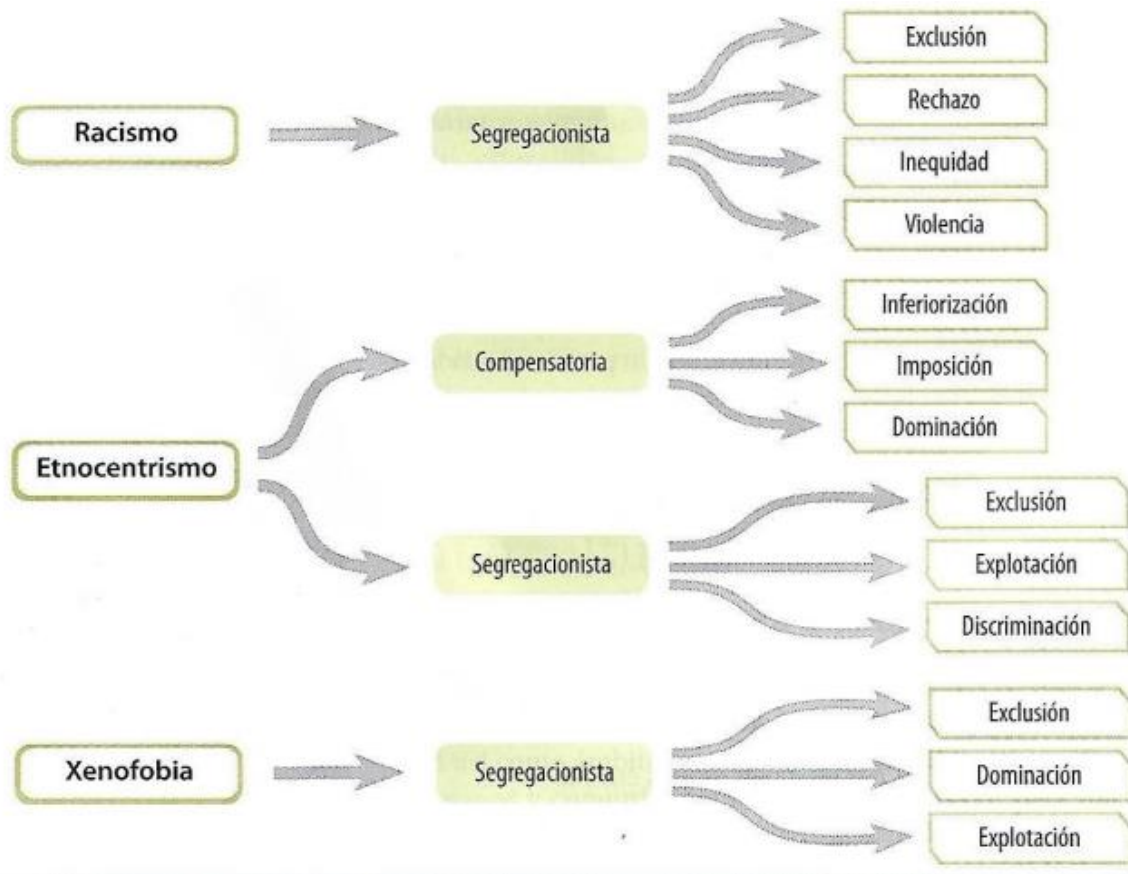 Racismo
Segregacionista
Exclusión
Rechazo
Inequidad
Violencia
Etnocentrismo
Compensatoria
Inferiorización
Imposición
Dominación
Segregacionista
Exclusión
Explotación
Discriminación
Xenofobia
Segregacionista
Exclusión
Dominación
Explotación